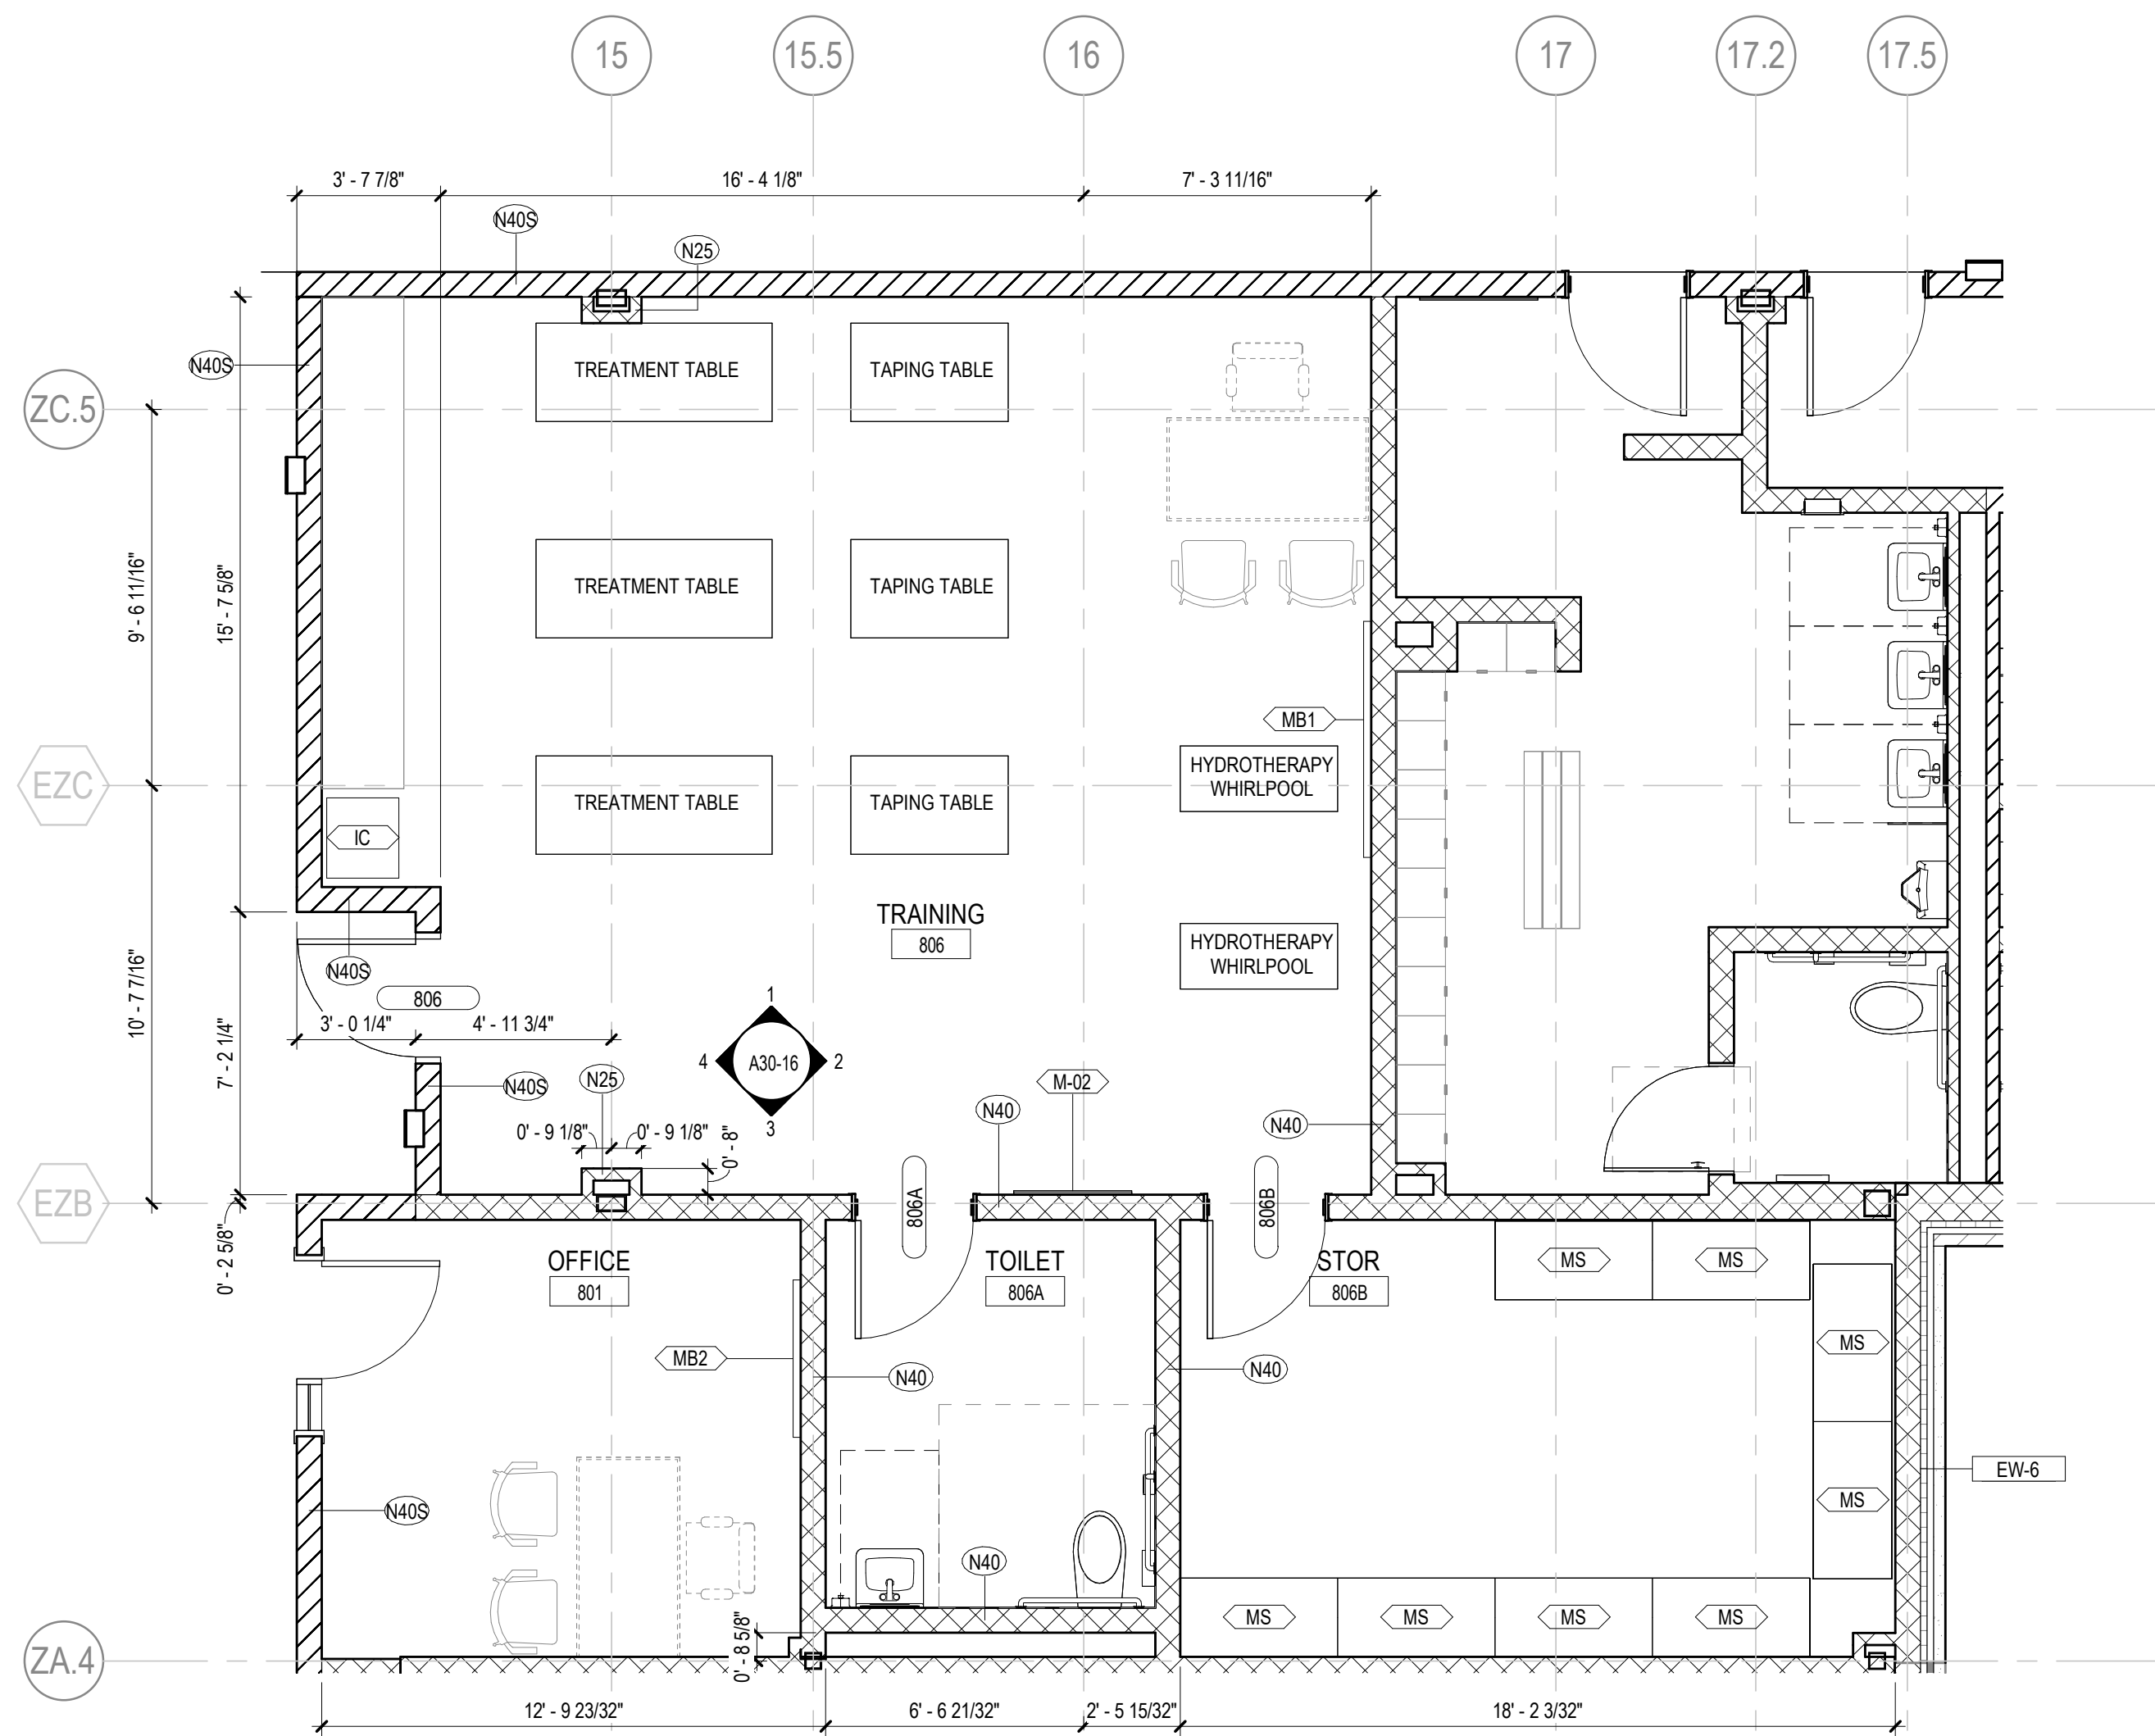 15
15.5
16
17
17.2
17.5
3' - 7 7/8"
16' - 4 1/8"
7' - 3 11/16"
N40S
N25
N40S
TREATMENT TABLE
TAPING TABLE
ZC.5
9' - 6 11/16"
15' - 7 5/8"
TREATMENT TABLE
TAPING TABLE
MB1
EZC
HYDROTHERAPY
WHIRLPOOL
TREATMENT TABLE
TAPING TABLE
IC
TRAINING
806
HYDROTHERAPY
WHIRLPOOL
N40S
10' - 7 7/16"
7' - 2 1/4"
806
3' - 0 1/4"
4' - 11 3/4"
1
4
A30-16
2
3
N40S
N25
M-02
N40
N40
0' - 9 1/8"
0' - 9 1/8"
0' - 8"
EZB
0' - 2 5/8"
806A
806B
OFFICE
801
TOILET
806A
STOR
806B
MS
MS
MS
MB2
N40
N40
EW-6
MS
N40S
N40
MS
MS
MS
MS
0' - 8 5/8"
ZA.4
12' - 9 23/32"
6' - 6 21/32"
2' - 5 15/32"
18' - 2 3/32"